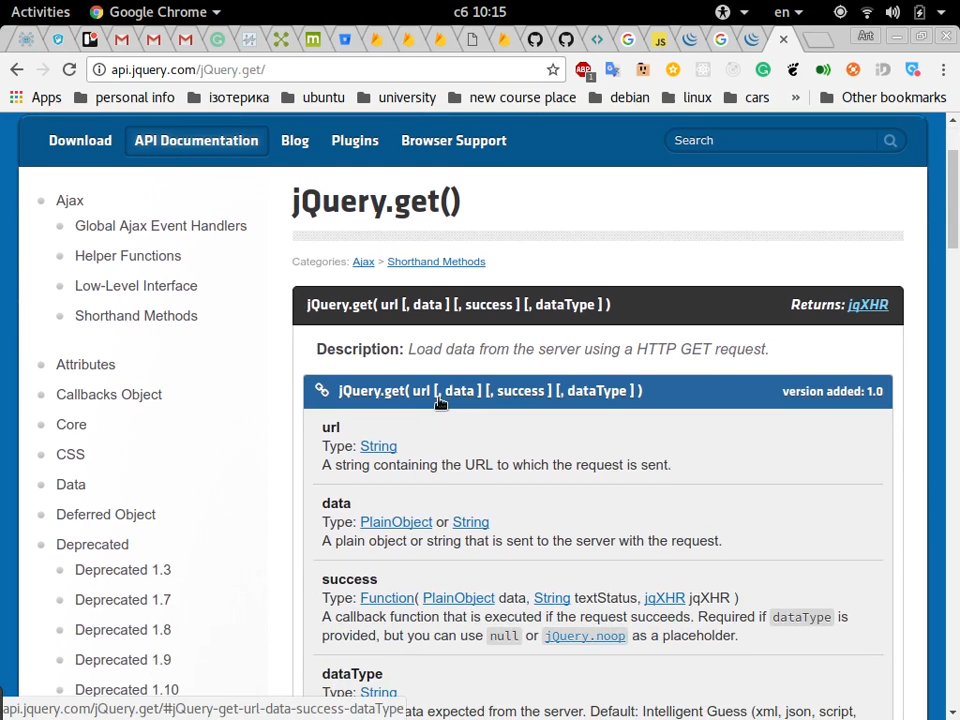 Activities
Google Chrome
сб 10:15
en
Art
api.jquery.com/jQuery.get/
1
Apps
personal info
ізотерика
ubuntu
university
new course place
debian
linux
cars
»
Other bookmarks
Download
API Documentation
Blog
Plugins
Browser Support
Search
Ajax
Global Ajax Event Handlers
Helper Functions
Low-Level Interface
Shorthand Methods
Attributes
Callbacks Object
Core
CSS
Data
Deferred Object
Deprecated
Deprecated 1.3
Deprecated 1.7
Deprecated 1.8
Deprecated 1.9
Deprecated 1.10
jQuery.get()
Categories: Ajax > Shorthand Methods
jQuery.get( url [, data ] [, success ] [, dataType ] )
Returns: jqXHR
Description: Load data from the server using a HTTP GET request.
jQuery.get( url [, data ] [, success ] [, dataType ] )
version added: 1.0
url
Type: String
A string containing the URL to which the request is sent.
data
Type: PlainObject or String
A plain object or string that is sent to the server with the request.
success
Type: Function( PlainObject data, String textStatus, jqXHR jqXHR )
A callback function that is executed if the request succeeds. Required if dataType is
provided, but you can use null or jQuery.noop as a placeholder.
dataType
Type: String
ata expected from the server. Default: Intelligent Guess (xml, json, script,
api.jquery.com/jQuery.get/#jQuery-get-url-data-success-dataType